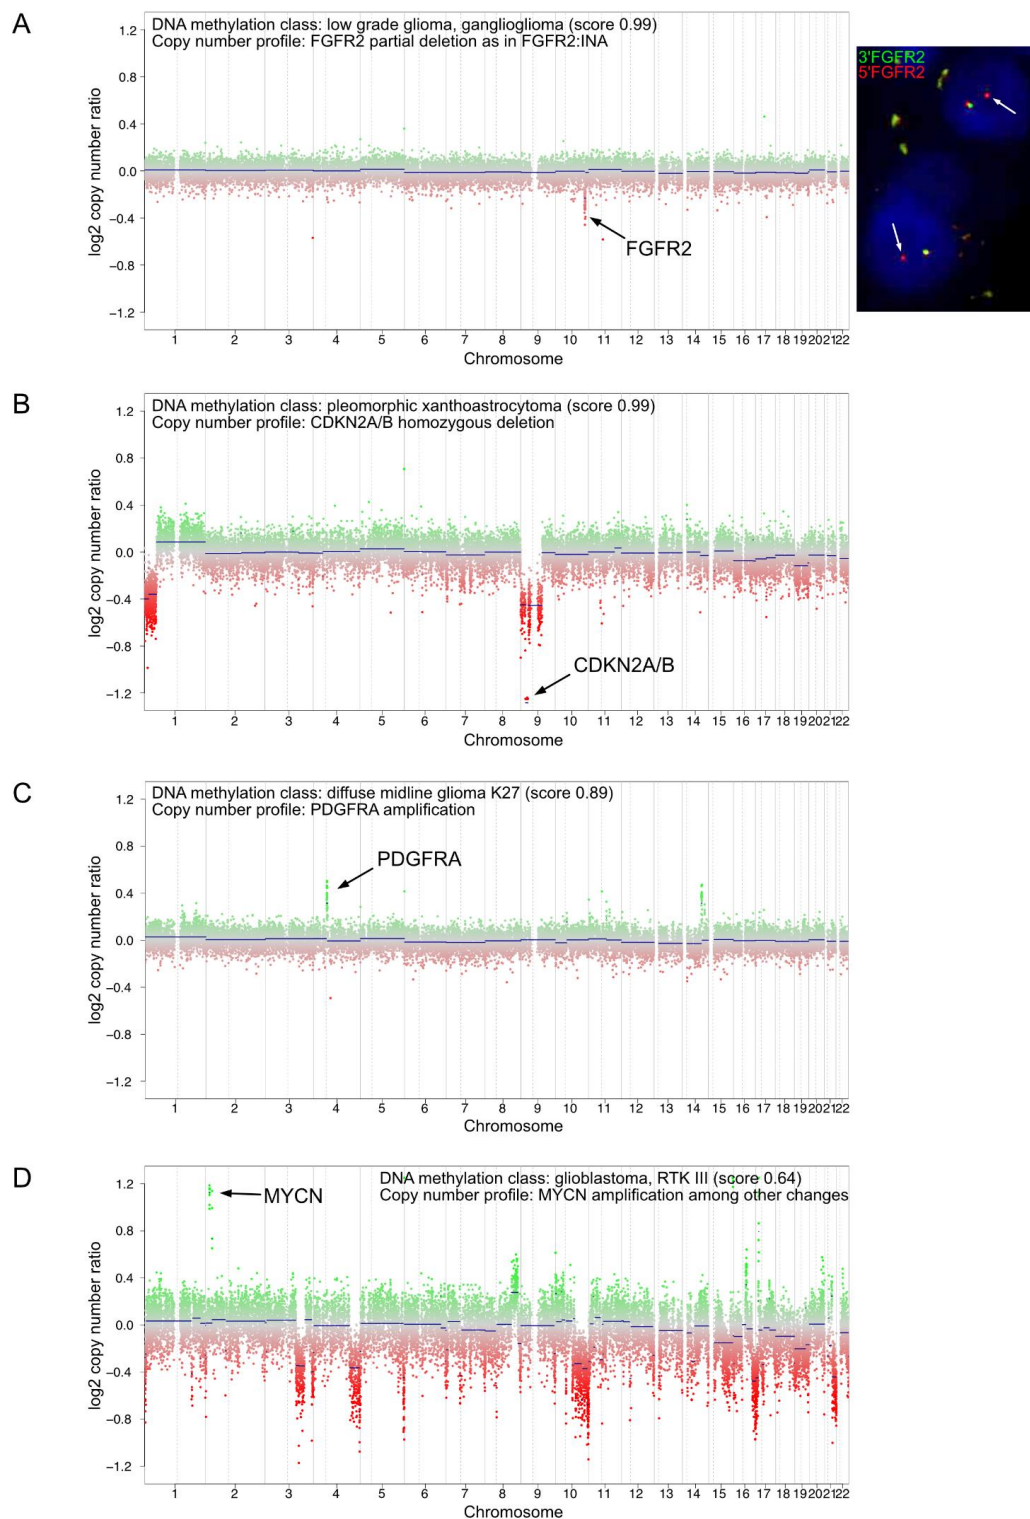 A
DNA methylation class: low grade glioma, ganglioglioma (score 0.99)
Copy number profile: FGFR2 partial deletion as in FGFR2:INA
1.2
0.8
0.4
0.0
−0.4
−0.8
−1.2
log2 copy number ratio
FGFR2
1 2 3 4 5 6 7 8 9 10 11 12 13 14 15 16 17 18 19 20 21 22
Chromosome
3'FGFR2
5'FGFR2
B
DNA methylation class: pleomorphic xanthoastrocytoma (score 0.99)
Copy number profile: CDKN2A/B homozygous deletion
1.2
0.8
0.4
0.0
−0.4
−0.8
−1.2
log2 copy number ratio
CDKN2A/B
1 2 3 4 5 6 7 8 9 10 11 12 13 14 15 16 17 18 19 20 21 22
Chromosome
C
DNA methylation class: diffuse midline glioma K27 (score 0.89)
Copy number profile: PDGFRA amplification
1.2
0.8
0.4
0.0
−0.4
−0.8
−1.2
log2 copy number ratio
PDGFRA
1 2 3 4 5 6 7 8 9 10 11 12 13 14 15 16 17 18 19 20 21 22
Chromosome
D
DNA methylation class: glioblastoma, RTK III (score 0.64)
Copy number profile: MYCN amplification among other changes
1.2
0.8
0.4
0.0
−0.4
−0.8
−1.2
log2 copy number ratio
MYCN
1 2 3 4 5 6 7 8 9 10 11 12 13 14 15 16 17 18 19 20 21 22
Chromosome